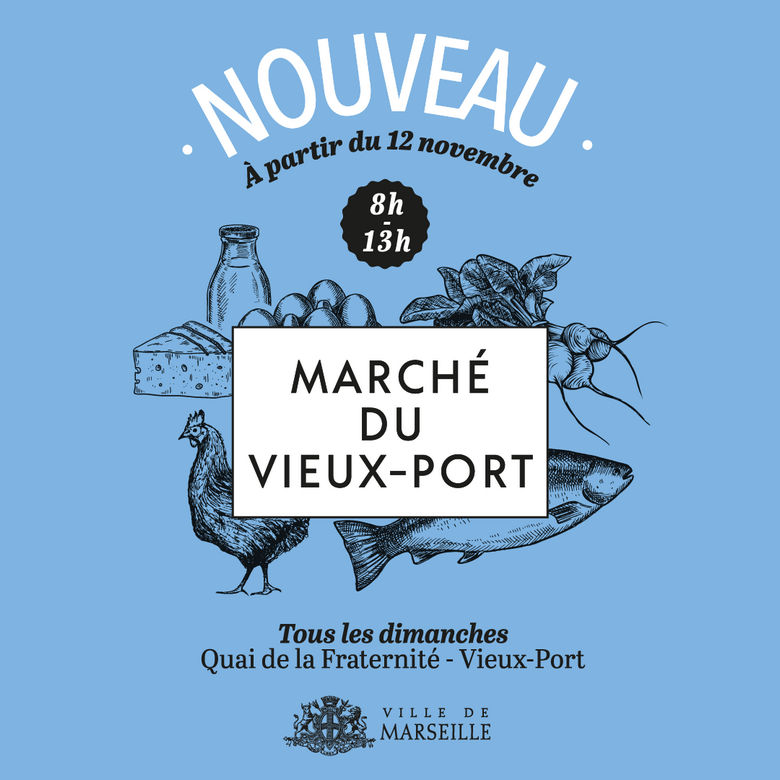 · NOUVEAU ·
À partir du 12 novembre
8h
-
13h
MARCHÉ
DU
VIEUX-PORT
Tous les dimanches
Quai de la Fraternité - Vieux-Port
VILLE DE
MARSEILLE